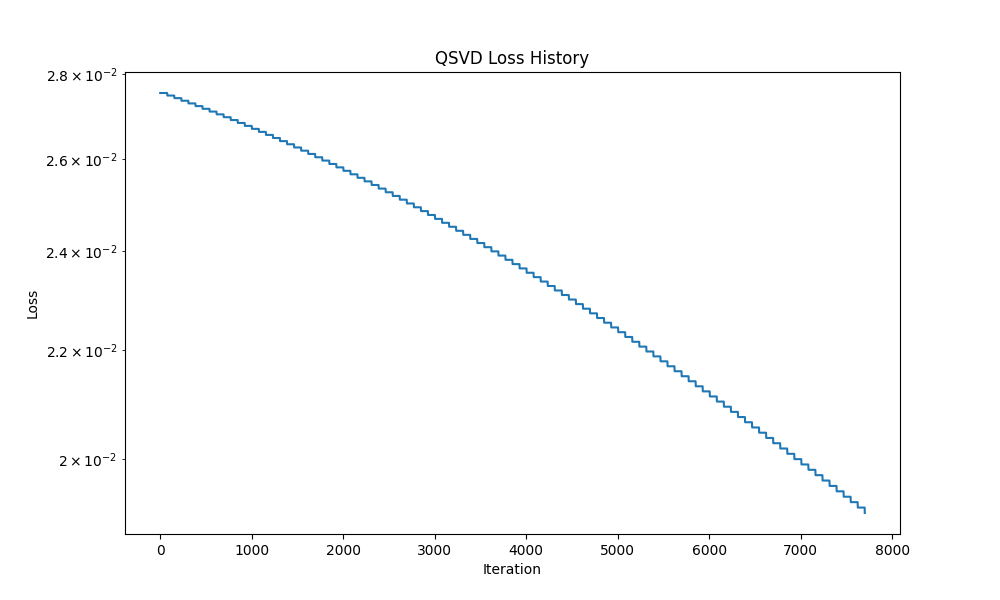 QSVD Loss History
2.8 × 10⁻²
2.6 × 10⁻²
2.4 × 10⁻²
2.2 × 10⁻²
2 × 10⁻²
Loss
0 1000 2000 3000 4000 5000 6000 7000 8000
Iteration